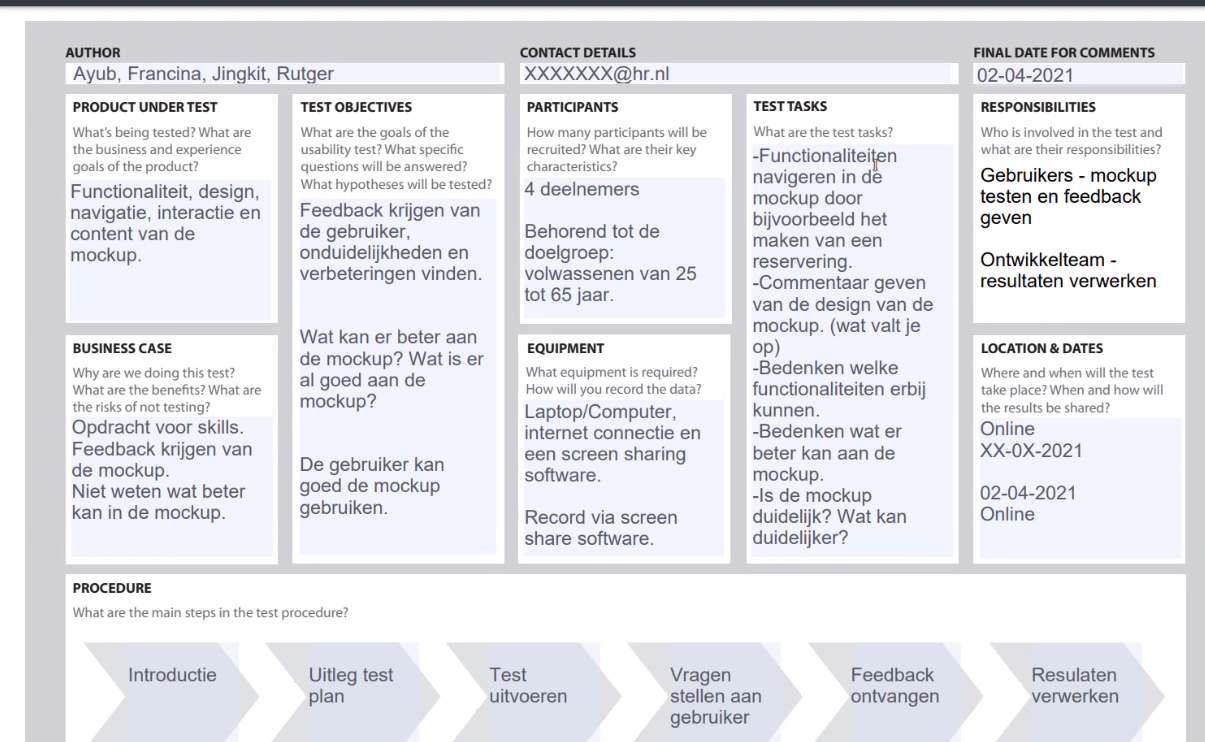 AUTHOR
Ayub, Francina, Jingkit, Rutger
CONTACT DETAILS
XXXXXXX@hr.nl
FINAL DATE FOR COMMENTS
02-04-2021
PRODUCT UNDER TEST
What's being tested? What are
the business and experience
goals of the product?
Functionaliteit, design,
navigatie, interactie en
content van de
mockup.
BUSINESS CASE
Why are we doing this test?
What are the benefits? What are
the risks of not testing?
Opdracht voor skills.
Feedback krijgen van
de mockup.
Niet weten wat beter
kan in de mockup.
TEST OBJECTIVES
What are the goals of the
usability test? What specific
questions will be answered?
What hypotheses will be tested?
Feedback krijgen van
de gebruiker,
onduidelijkheden en
verbeteringen vinden.
Wat kan er beter aan
de mockup? Wat is er
al goed aan de
mockup?
De gebruiker kan
goed de mockup
gebruiken.
PARTICIPANTS
How many participants will be
recruited? What are their key
characteristics?
4 deelnemers
Behorend tot de
doelgroep:
volwassenen van 25
tot 65 jaar.
EQUIPMENT
What equipment is required?
How will you record the data?
Laptop/Computer,
internet connectie en
een screen sharing
software.
Record via screen
share software.
TEST TASKS
What are the test tasks?
-Functionaliteiten
navigeren in de
mockup door
bijvoorbeeld het
maken van een
reservering.
-Commentaar geven
van de design van de
mockup. (wat valt je
op)
-Bedenken welke
functionaliteiten erbij
kunnen.
-Bedenken wat er
beter kan aan de
mockup.
-Is de mockup
duidelijk? Wat kan
duidelijker?
RESPONSIBILITIES
Who is involved in the test and
what are their responsibilities?
Gebruikers - mockup
testen en feedback
geven
Ontwikkelteam -
resultaten verwerken
LOCATION & DATES
Where and when will the test
take place? When and how will
the results be shared?
Online
XX-0X-2021
02-04-2021
Online
PROCEDURE
What are the main steps in the test procedure?
Introductie
Uitleg test
plan
Test
uitvoeren
Vragen
stellen aan
gebruiker
Feedback
ontvangen
Resulaten
verwerken